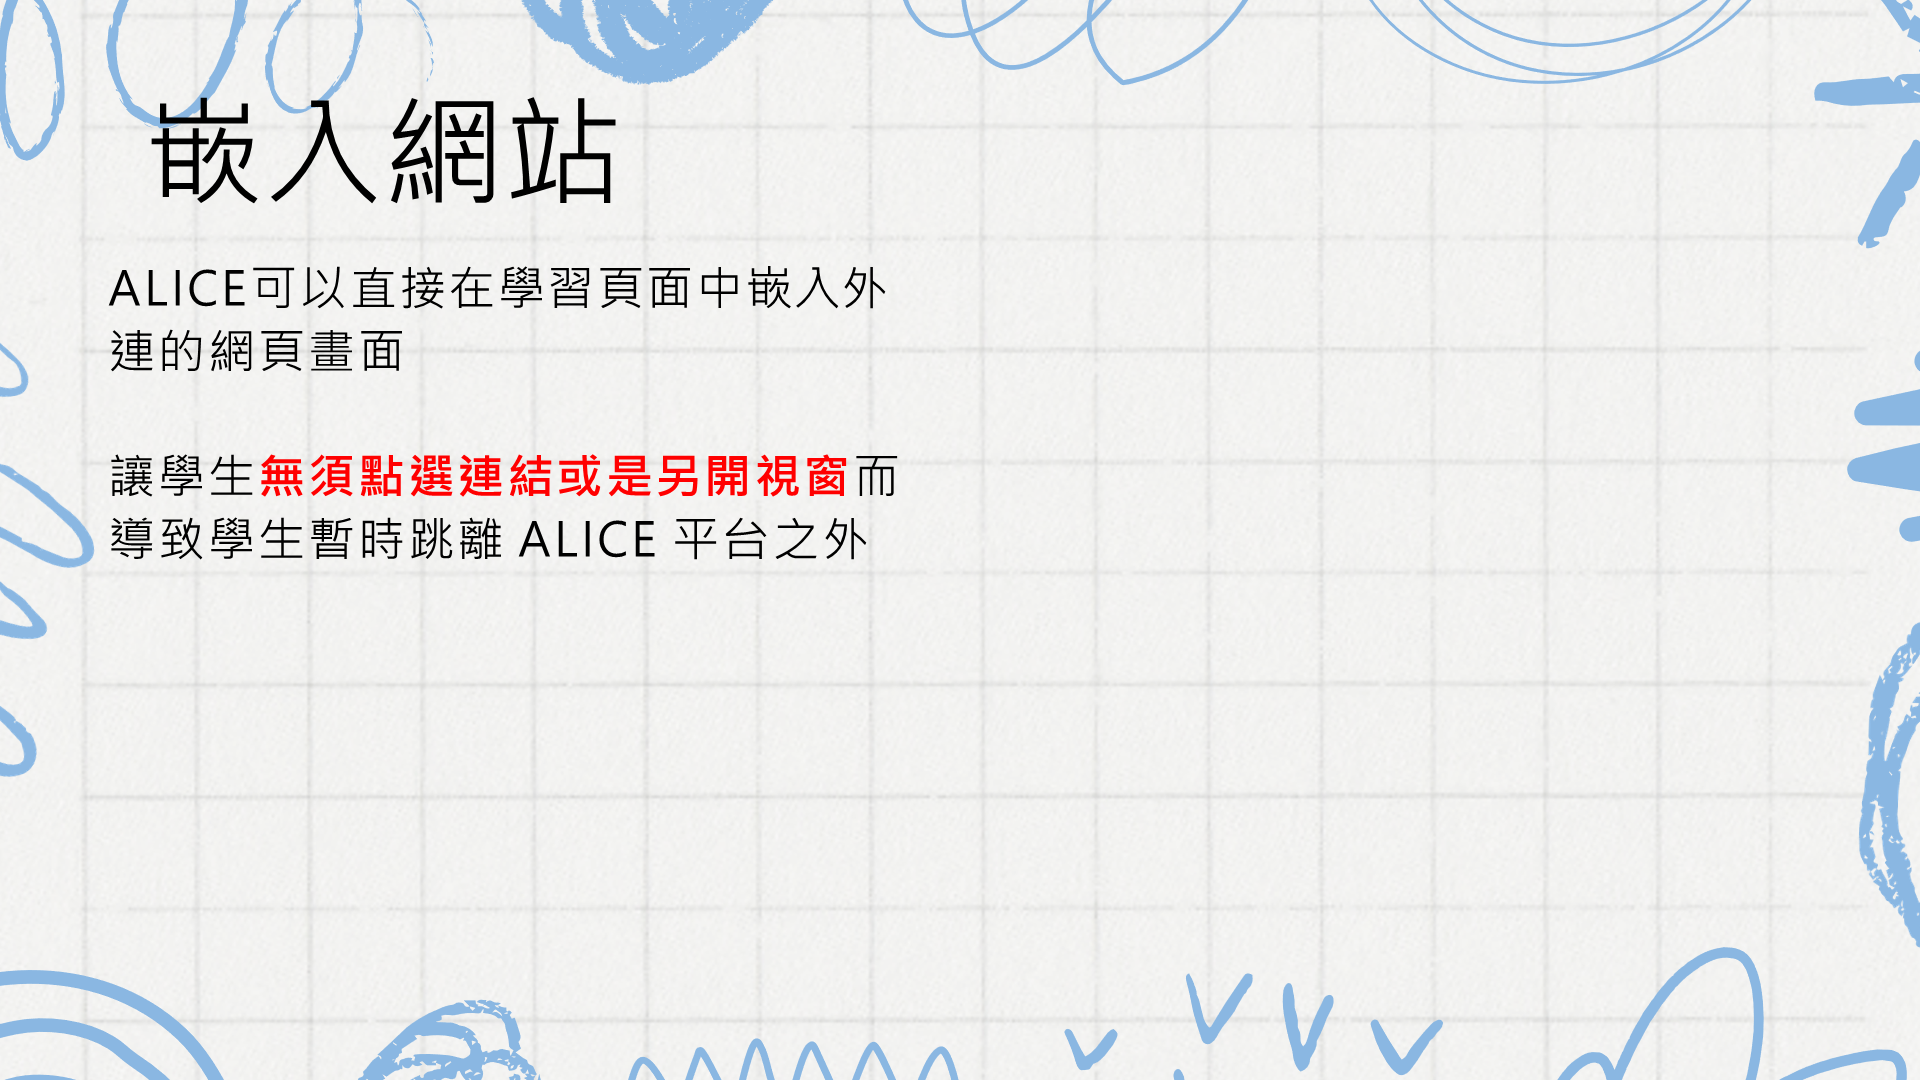 嵌入網站
ALICE可以直接在學習頁面中嵌入外
連的網頁畫面
讓學生無須點選連結或是另開視窗而
導致學生暫時跳離 ALICE 平台之外